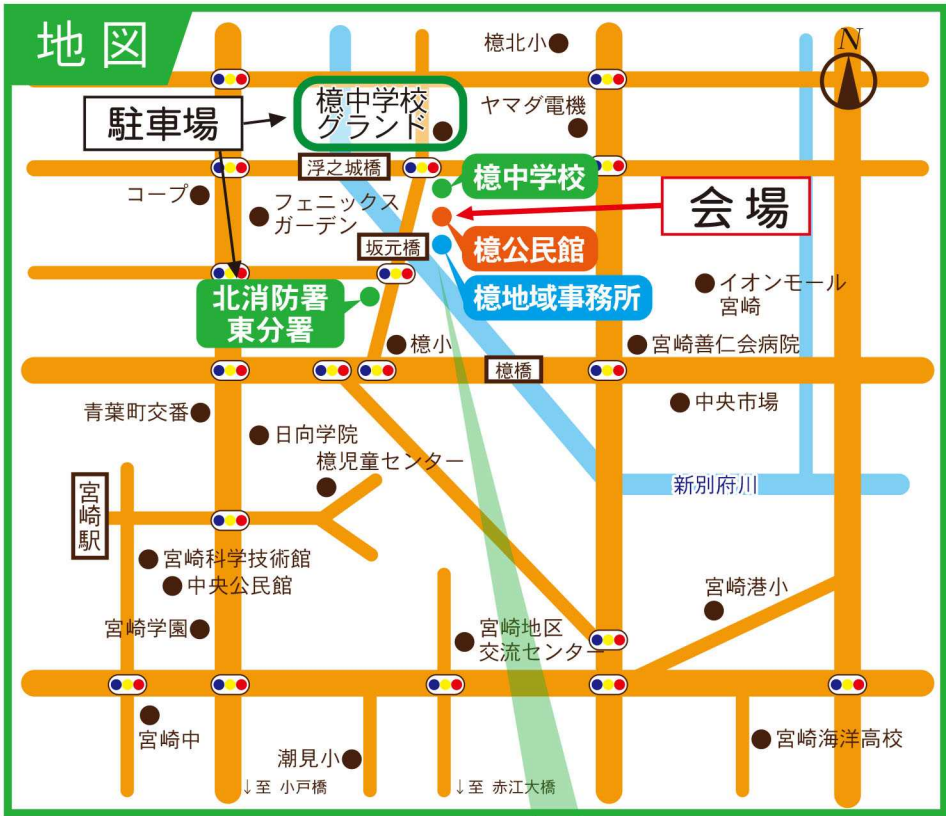 地図
檍北小
N
駐車場
檍中学校
グランド
ヤマダ電機
浮之城橋
コープ
檍中学校
フェニックス
ガーデン
会場
檍公民館
坂元橋
檍地域事務所
北消防署
東分署
イオンモール
宮崎
檍小
宮崎善仁会病院
檍橋
中央市場
青葉町交番
日向学院
檍児童センター
新別府川
宮崎駅
宮崎科学技術館
中央公民館
宮崎港小
宮崎学園
宮崎地区
交流センター
宮崎中
潮見小
宮崎海洋高校
↓至 小戸橋
↓至 赤江大橋